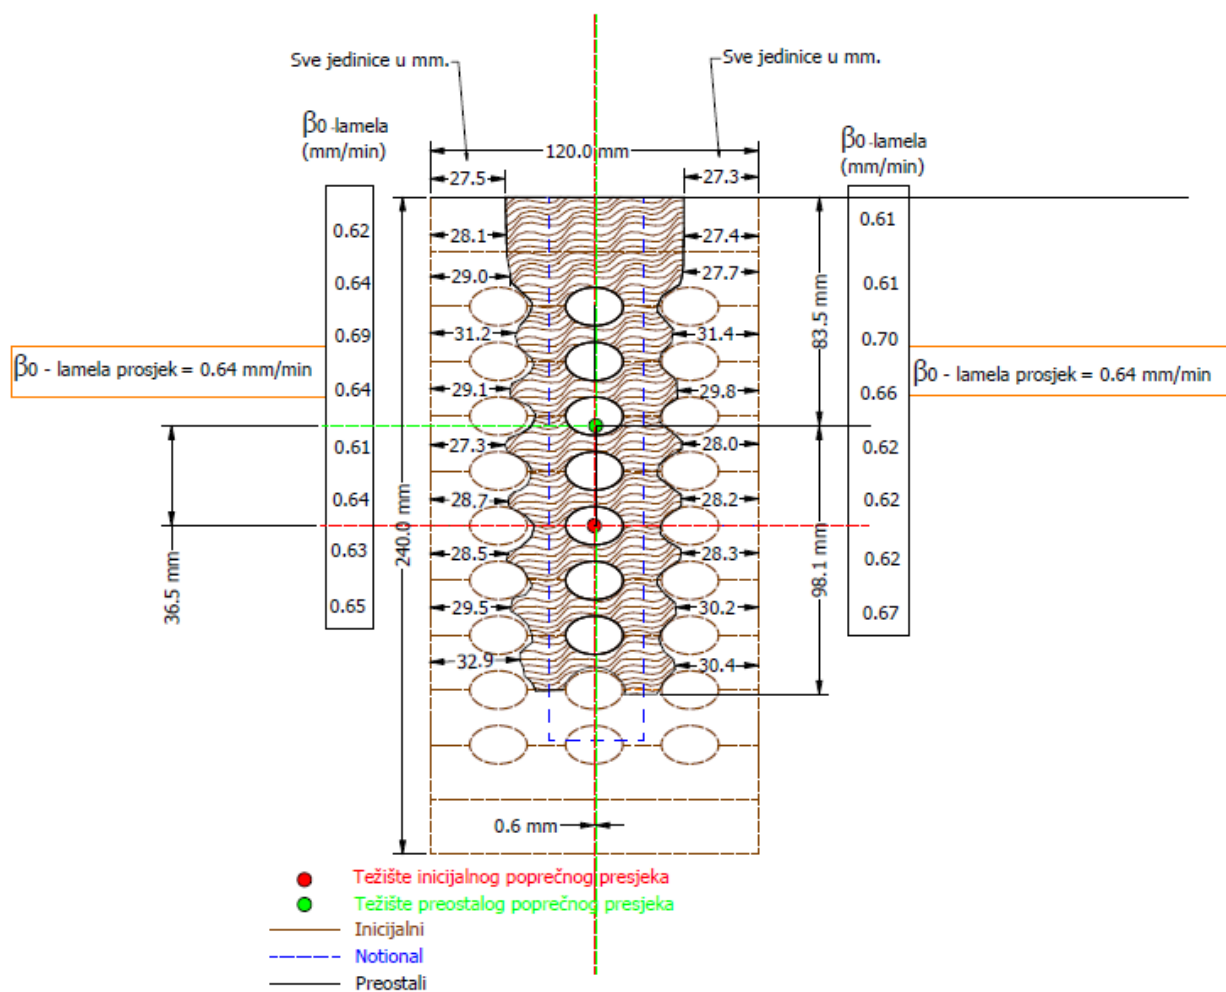 Sve jedinice u mm.
Sve jedinice u mm.
β0 -lamela
(mm/min)
β0 -lamela
(mm/min)
120.0 mm
27.5
27.3
0.62
28.1
27.4
0.61
0.64
29.0
27.7
0.61
83.5 mm
0.69
31.2
31.4
0.70
β0 - lamela prosjek = 0.64 mm/min
β0 - lamela prosjek = 0.64 mm/min
0.64
29.1
29.8
0.66
0.61
27.3
28.0
0.62
0.64
28.7
28.2
0.62
240.0 mm
36.5 mm
98.1 mm
0.63
28.5
28.3
0.62
0.65
29.5
30.2
0.67
32.9
30.4
0.6 mm
Težište inicijalnog poprečnog presjeka
Težište preostalog poprečnog presjeka
Inicijalni
Notional
Preostali